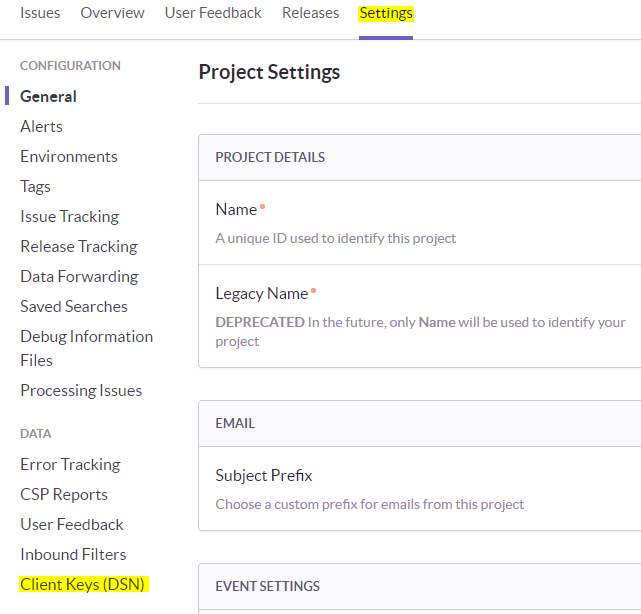 Issues Overview User Feedback Releases Settings
CONFIGURATION
General
Alerts
Environments
Tags
Issue Tracking
Release Tracking
Data Forwarding
Saved Searches
Debug Information
Files
Processing Issues
DATA
Error Tracking
CSP Reports
User Feedback
Inbound Filters
Client Keys (DSN)
Project Settings
PROJECT DETAILS
Name
A unique ID used to identify this project
Legacy Name
DEPRECATED In the future, only Name will be used to identify your
project
EMAIL
Subject Prefix
Choose a custom prefix for emails from this project
EVENT SETTINGS